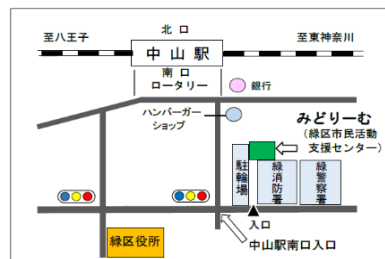 北口
至八王子
至東神奈川
中山駅
南口
ロータリー
銀行
ハンバーガー
ショップ
みどりーむ
(緑区市民活動
支援センター)
駐輪場
緑消防署
緑警察署
入口
緑区役所
中山駅南口入口